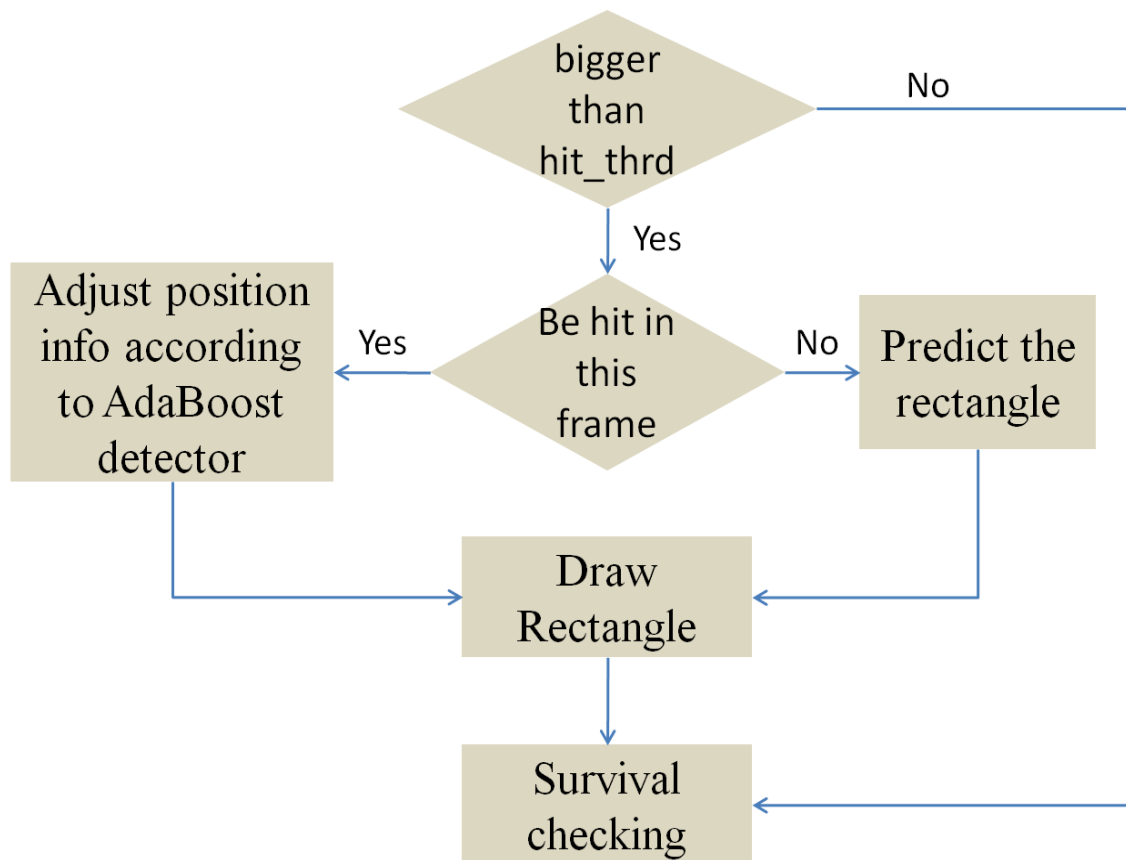 bigger
than
hit_thrd
No
Yes
Adjust position
info according
to AdaBoost
detector
Yes
Be hit in
this
frame
No
Predict the
rectangle
Draw
Rectangle
Survival
checking